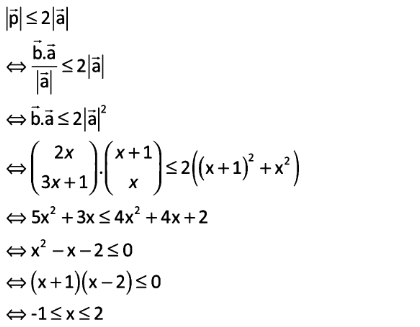 |p⃗| ≤ 2|a⃗|
⇔ b⃗.a⃗ / |a⃗| ≤ 2|a⃗|
⇔ b⃗.a⃗ ≤ 2|a⃗|²
⇔ (2x, 3x+1).(x+1, x) ≤ 2((x+1)² + x²)
⇔ 5x² + 3x ≤ 4x² + 4x + 2
⇔ x² − x − 2 ≤ 0
⇔ (x+1)(x−2) ≤ 0
⇔ -1 ≤ x ≤ 2